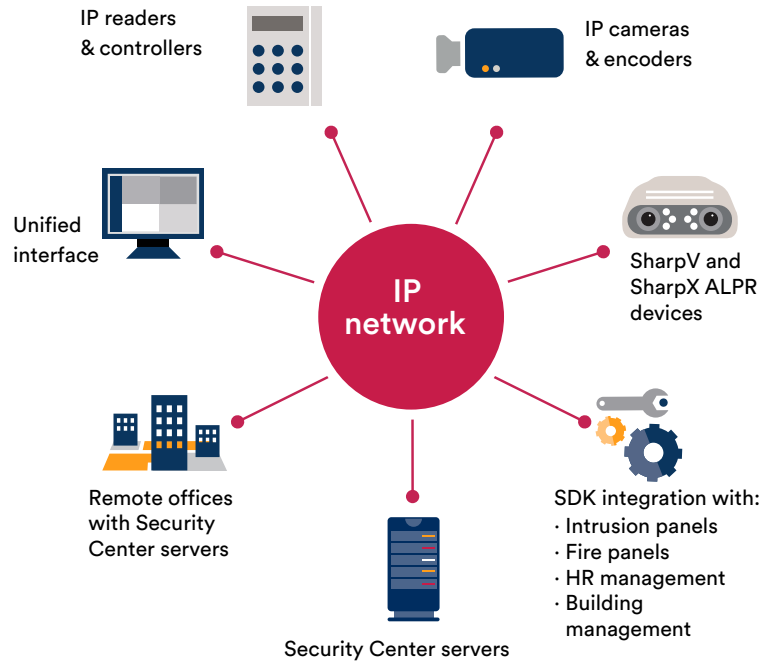 IP readers
& controllers
IP cameras
& encoders
Unified
interface
IP
network
SharpV and
SharpX ALPR
devices
Remote offices
with Security
Center servers
Security Center servers
SDK integration with:
· Intrusion panels
· Fire panels
· HR management
· Building
management